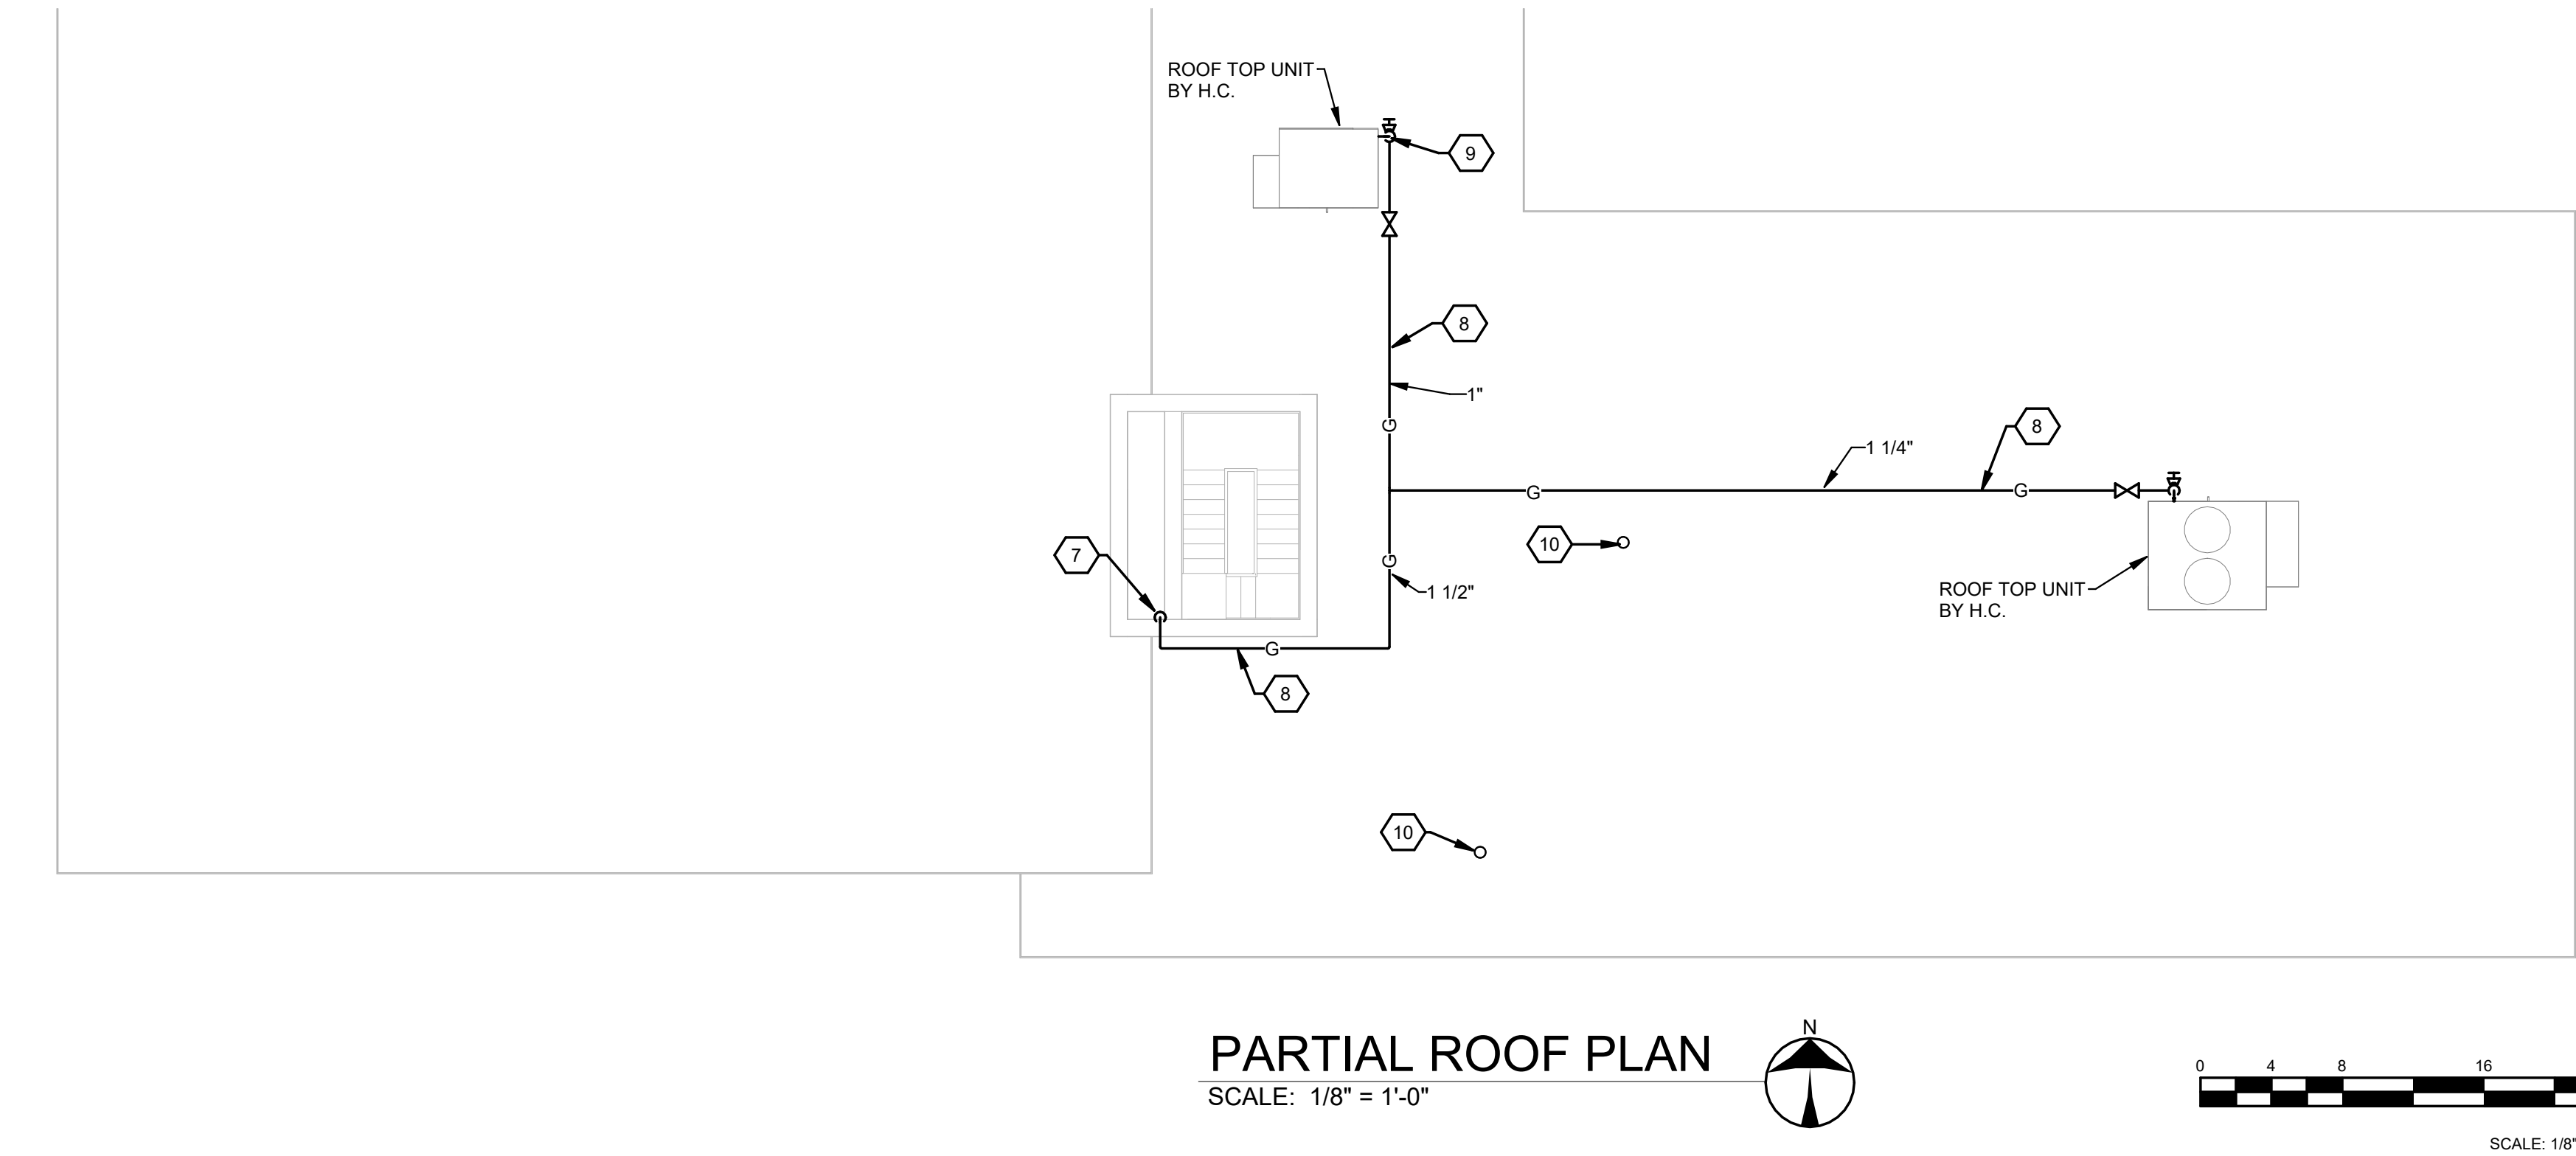 ROOF TOP UNIT
BY H.C.
9
8
1"
G
8
1 1/4"
G
G
10
7
G
1 1/2"
ROOF TOP UNIT
BY H.C.
G
8
10
PARTIAL ROOF PLAN
SCALE: 1/8" = 1'-0"
N
0 4 8 16
SCALE: 1/8"